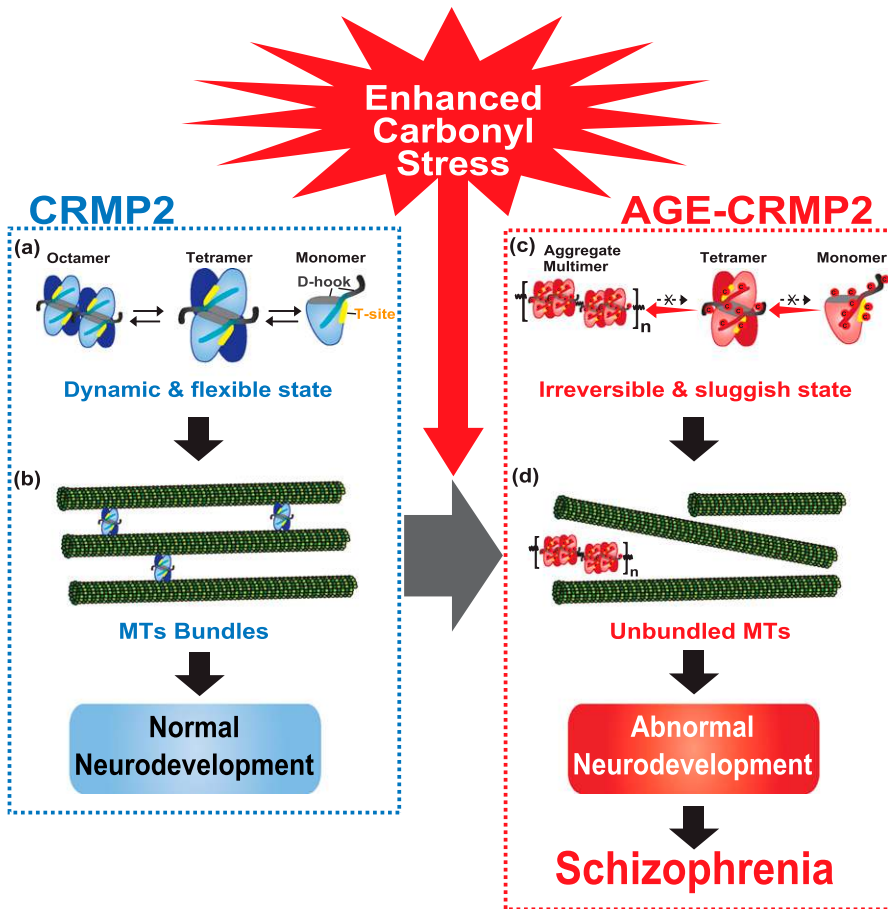 Enhanced
Carbonyl
Stress
CRMP2
(a)
Octamer
Tetramer
Monomer
D-hook
T-site
Dynamic & flexible state
(b)
MTs Bundles
Normal
Neurodevelopment
AGE-CRMP2
(c)
Aggregate
Multimer
Tetramer
Monomer
[ ]n
-X-
-X-
Irreversible & sluggish state
(d)
[ ]n
Unbundled MTs
Abnormal
Neurodevelopment
Schizophrenia